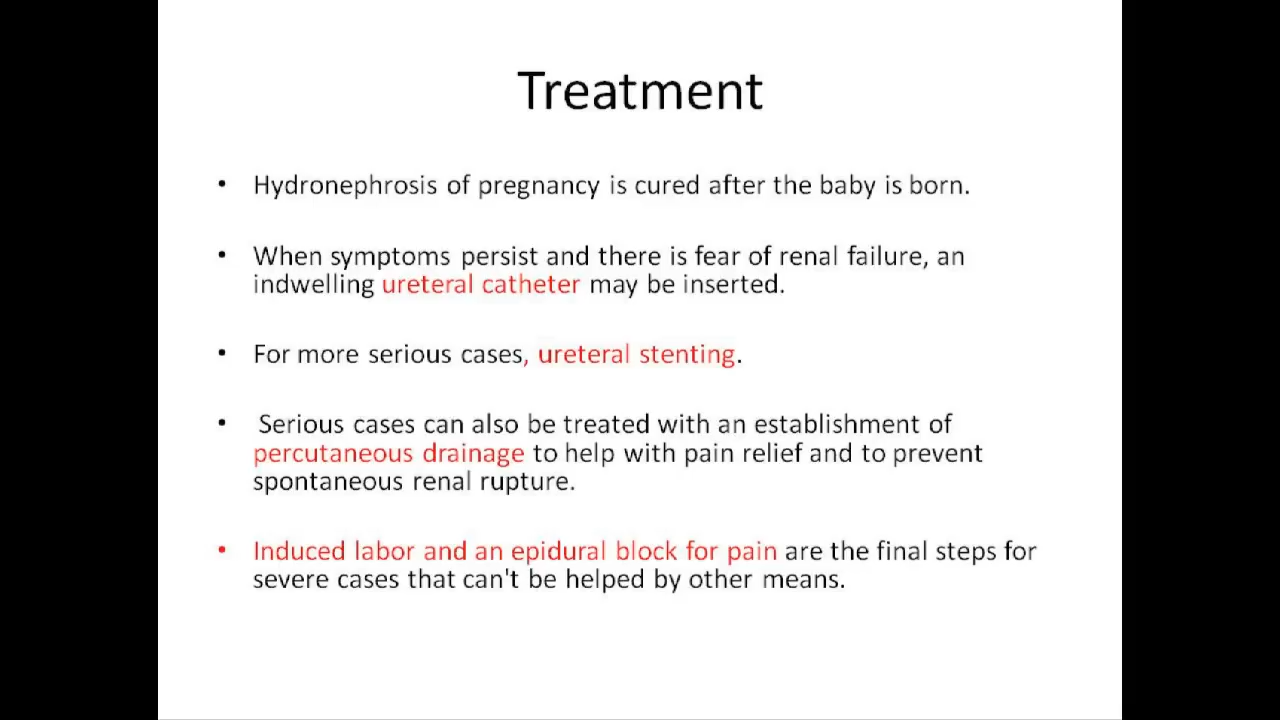 Treatment
• Hydronephrosis of pregnancy is cured after the baby is born.
• When symptoms persist and there is fear of renal failure, an
indwelling ureteral catheter may be inserted.
• For more serious cases, ureteral stenting.
• Serious cases can also be treated with an establishment of
percutaneous drainage to help with pain relief and to prevent
spontaneous renal rupture.
• Induced labor and an epidural block for pain are the final steps for
severe cases that can't be helped by other means.